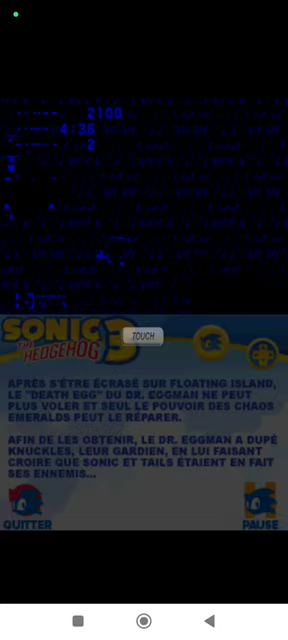 2100
4:36
2
SONIC
THE
HEDGEHOG 3
TOUCH
APRÈS S'ÊTRE ÉCRASÉ SUR FLOATING ISLAND,
LE "DEATH EGG" DU DR. EGGMAN NE PEUT
PLUS VOLER ET SEUL LE POUVOIR DES CHAOS
EMERALDS PEUT LE RÉPARER.
AFIN DE LES OBTENIR, LE DR. EGGMAN A DUPÉ
KNUCKLES, LEUR GARDIEN, EN LUI FAISANT
CROIRE QUE SONIC ET TAILS ÉTAIENT EN FAIT
SES ENNEMIS...
QUITTER
PAUSE